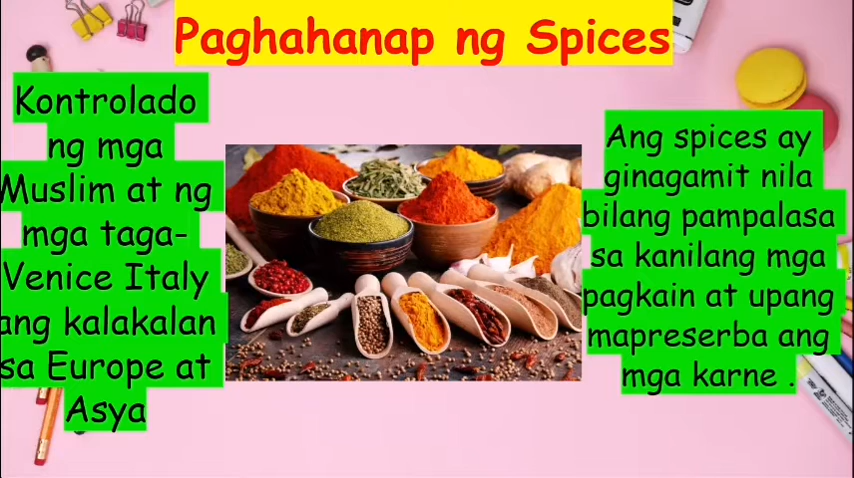 Paghahanap ng Spices
Kontrolado
ng mga
Muslim at ng
mga taga-
Venice Italy
ang kalakalan
sa Europe at
Asya
Ang spices ay
ginagamit nila
bilang pampalasa
sa kanilang mga
pagkain at upang
mapreserba ang
mga karne .